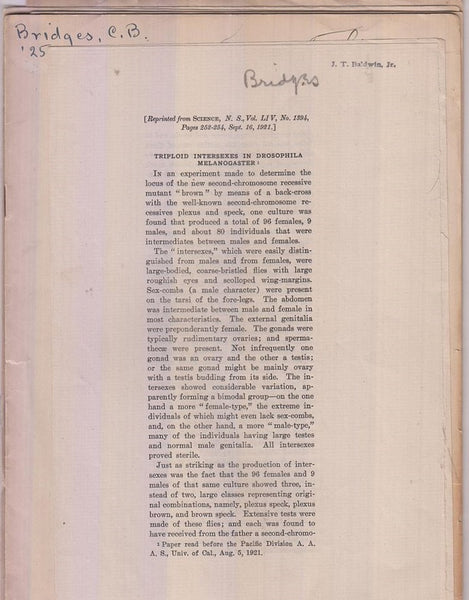 Bridges, C.B.
'25
J. T. Baldwin, Jr.
Bridges
[Reprinted from SCIENCE, N. S., Vol. LIV, No. 1394,
Pages 252-254, Sept. 16, 1921.]
TRIPLOID INTERSEXES IN DROSOPHILA
MELANOGASTER ¹
In an experiment made to determine the
locus of the new second-chromosome recessive
mutant "brown" by means of a back-cross
with the well-known second-chromosome re-
cessives plexus and speck, one culture was
found that produced a total of 96 females, 9
males, and about 80 individuals that were
intermediates between males and females.
The "intersexes," which were easily distin-
guished from males and from females, were
large-bodied, coarse-bristled flies with large
roughish eyes and scolloped wing-margins.
Sex-combs (a male character) were present
on the tarsi of the fore-legs. The abdomen
was intermediate between male and female in
most characteristics. The external genitalia
were preponderantly female. The gonads were
typically rudimentary ovaries; and sperma-
thecæ were present. Not infrequently one
gonad was an ovary and the other a testis;
or the same gonad might be mainly ovary
with a testis budding from its side. The in-
tersexes showed considerable variation, ap-
parently forming a bimodal group—on the one
hand a more "female-type," the extreme in-
dividuals of which might even lack sex-combs,
and, on the other hand, a more "male-type,"
many of the individuals having large testes
and normal male genitalia. All intersexes
proved sterile.
Just as striking as the production of inter-
sexes was the fact that the 96 females and 9
males of that same culture showed three, in-
stead of two, large classes representing origi-
nal combinations, namely, plexus speck, plexus
brown, and brown speck. Extensive tests were
made of these flies; and each was found to
have received from the father a second-chromo-
¹ Paper read before the Pacific Division A. A.
A. S., Univ. of Cal., Aug. 5, 1921.